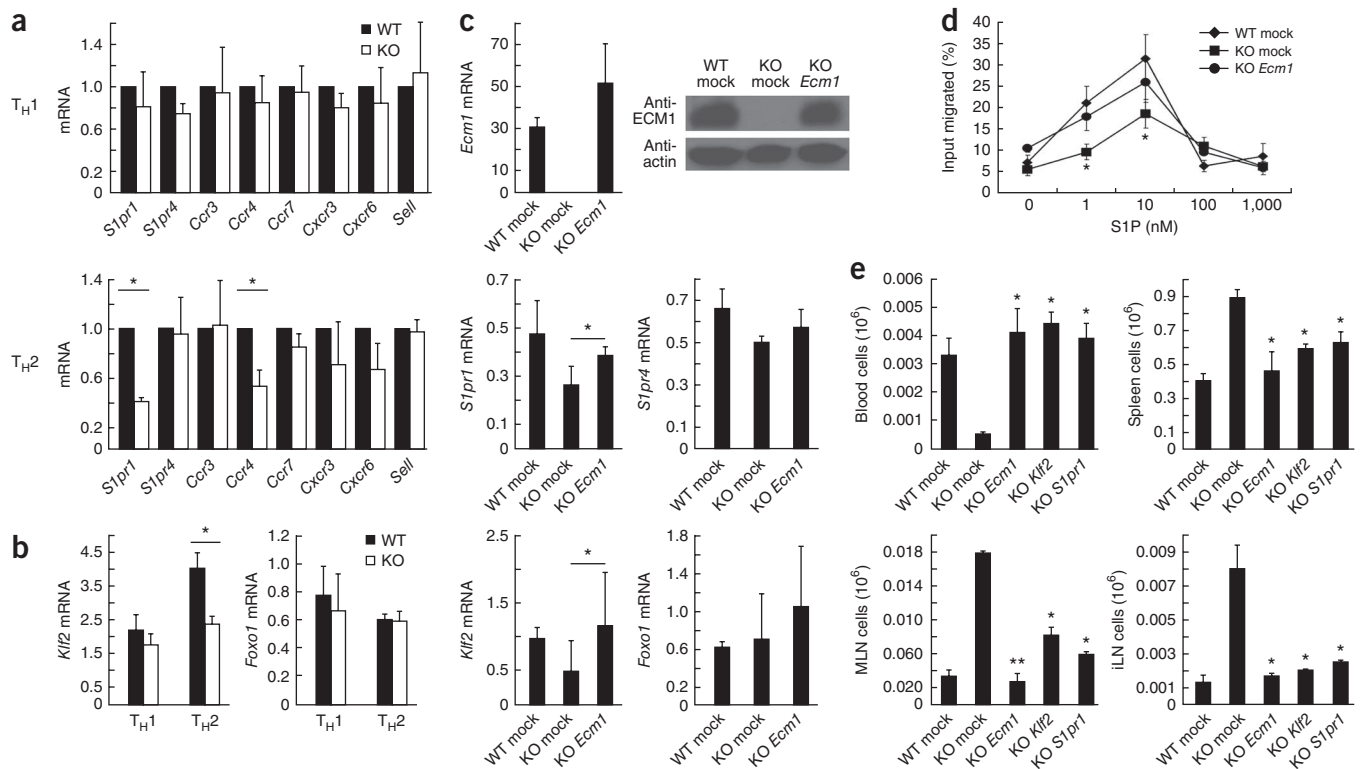 a
WT
KO
T_H1
mRNA
1.4
1.0
0.8
0.4
0
S1pr1
S1pr4
Ccr3
Ccr4
Ccr7
Cxcr3
Cxcr6
Sell
T_H2
mRNA
1.4
1.0
0.8
0.4
0
*
*
S1pr1
S1pr4
Ccr3
Ccr4
Ccr7
Cxcr3
Cxcr6
Sell
b
Klf2 mRNA
4.5
3.5
2.5
1.5
0
*
T_H1
T_H2
Foxo1 mRNA
1.2
1.0
0.8
0.6
0.4
0.2
0
WT
KO
T_H1
T_H2
c
Ecm1 mRNA
70
50
30
10
0
WT mock
KO mock
KO Ecm1
WT mock
KO mock
KO Ecm1
Anti-ECM1
Anti-actin
S1pr1 mRNA
0.7
0.5
0.3
0.1
0
*
WT mock
KO mock
KO Ecm1
S1pr4 mRNA
0.7
0.5
0.3
0.1
0
WT mock
KO mock
KO Ecm1
Klf2 mRNA
2.5
1.5
0.5
0
*
WT mock
KO mock
KO Ecm1
Foxo1 mRNA
1.8
1.4
1.0
0.6
0.2
0
WT mock
KO mock
KO Ecm1
d
Input migrated (%)
40
35
30
25
20
15
10
5
0
WT mock
KO mock
KO Ecm1
*
*
0
1
10
100
1,000
S1P (nM)
e
Blood cells (10^6)
0.006
0.005
0.004
0.003
0.002
0.001
0
*
*
*
WT mock
KO mock
KO Ecm1
KO Klf2
KO S1pr1
Spleen cells (10^6)
0.9
0.7
0.5
0.3
0.1
0
*
*
*
WT mock
KO mock
KO Ecm1
KO Klf2
KO S1pr1
MLN cells (10^6)
0.018
0.014
0.010
0.060
0.020
0
**
*
*
WT mock
KO mock
KO Ecm1
KO Klf2
KO S1pr1
iLN cells (10^6)
0.009
0.007
0.005
0.003
0.001
0
*
*
*
WT mock
KO mock
KO Ecm1
KO Klf2
KO S1pr1